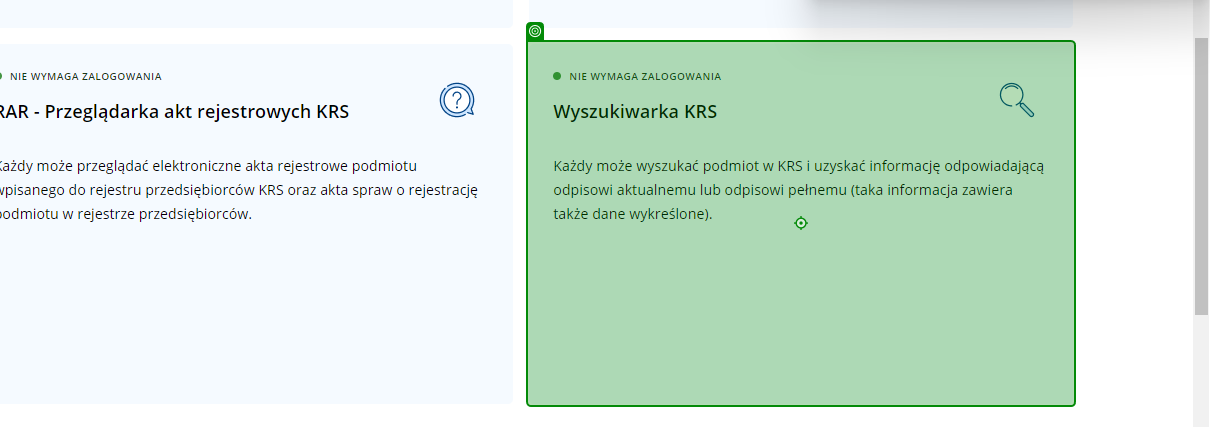 NIE WYMAGA ZALOGOWANIA
RAR - Przeglądarka akt rejestrowych KRS
Każdy może przeglądać elektroniczne akta rejestrowe podmiotu
wpisanego do rejestru przedsiębiorców KRS oraz akta spraw o rejestrację
podmiotu w rejestrze przedsiębiorców.
NIE WYMAGA ZALOGOWANIA
Wyszukiwarka KRS
Każdy może wyszukać podmiot w KRS i uzyskać informację odpowiadającą
odpisowi aktualnemu lub odpisowi pełnemu (taka informacja zawiera
także dane wykreślone).